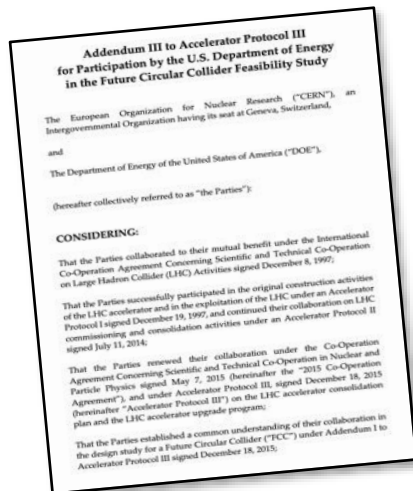 Addendum III to Accelerator Protocol III
for Participation by the U.S. Department of Energy
in the Future Circular Collider Feasibility Study
The European Organization for Nuclear Research ("CERN"), an
Intergovernmental Organization having its seat at Geneva, Switzerland,
and
The Department of Energy of the United States of America ("DOE"),
(hereafter collectively referred to as "the Parties"):
CONSIDERING:
That the Parties collaborated to their mutual benefit under the International
Co-Operation Agreement Concerning Scientific and Technical Co-Operation
on Large Hadron Collider (LHC) Activities signed December 8, 1997;
That the Parties successfully participated in the original construction activities
of the LHC accelerator and in the exploitation of the LHC under an Accelerator
Protocol I signed December 19, 1997, and continued their collaboration on LHC
commissioning and consolidation activities under an Accelerator Protocol II
signed July 11, 2014;
That the Parties renewed their collaboration under the Co-Operation
Agreement Concerning Scientific and Technical Co-Operation in Nuclear and
Particle Physics signed May 7, 2015 (hereinafter the "2015 Co-Operation
Agreement"), and under Accelerator Protocol III, signed December 18, 2015
(hereinafter "Accelerator Protocol III") on the LHC accelerator consolidation
plan and the LHC accelerator upgrade program;
That the Parties established a common understanding of their collaboration in
the design study for a Future Circular Collider ("FCC") under Addendum I to
Accelerator Protocol III signed December 18, 2015;